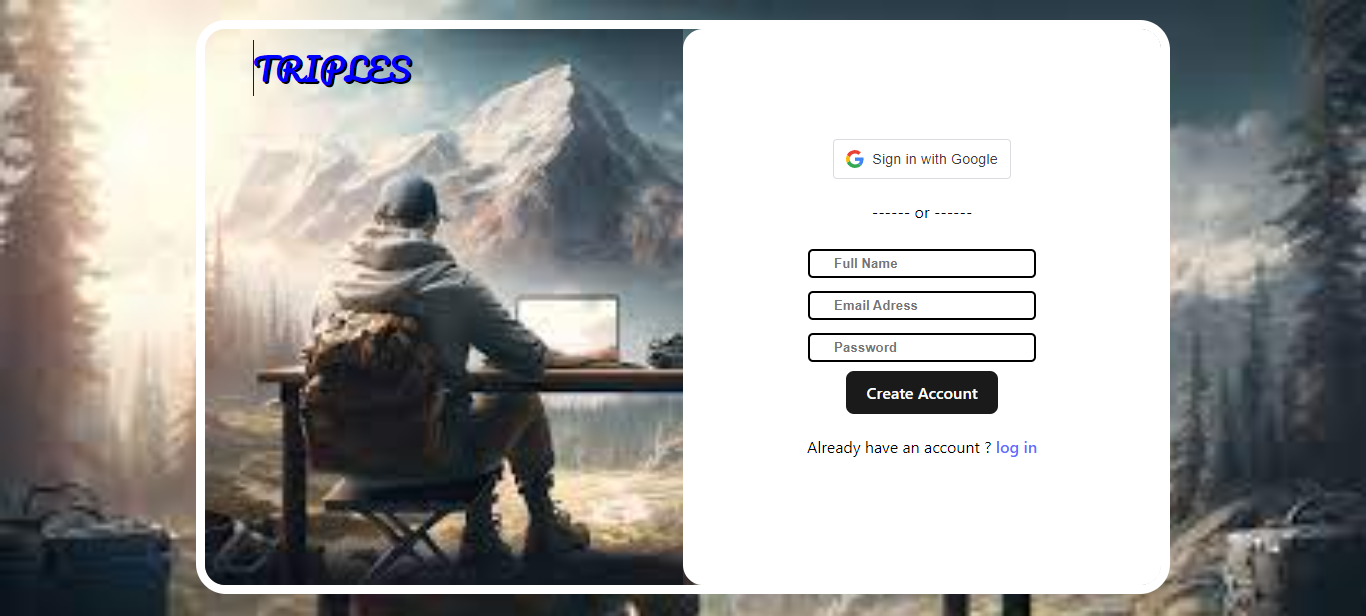 TRIPLES
Sign in with Google
------ or ------
Full Name
Email Adress
Password
Create Account
Already have an account ? log in